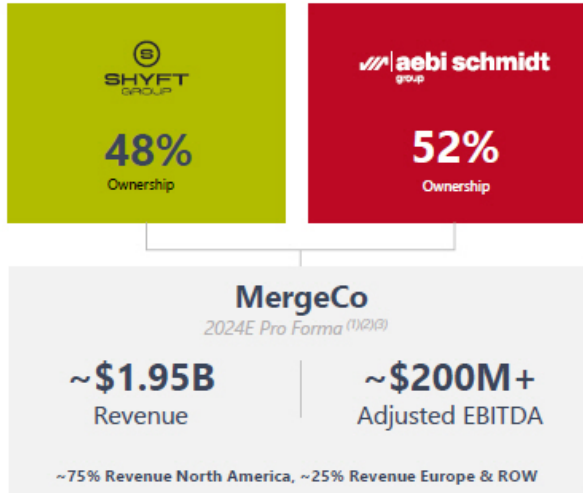 S
SHYFT
GROUP
48%
Ownership
aebi schmidt
group
52%
Ownership
MergeCo
2024E Pro Forma (1)(2)(3)
~$1.95B
Revenue
~$200M+
Adjusted EBITDA
~75% Revenue North America, ~25% Revenue Europe & ROW